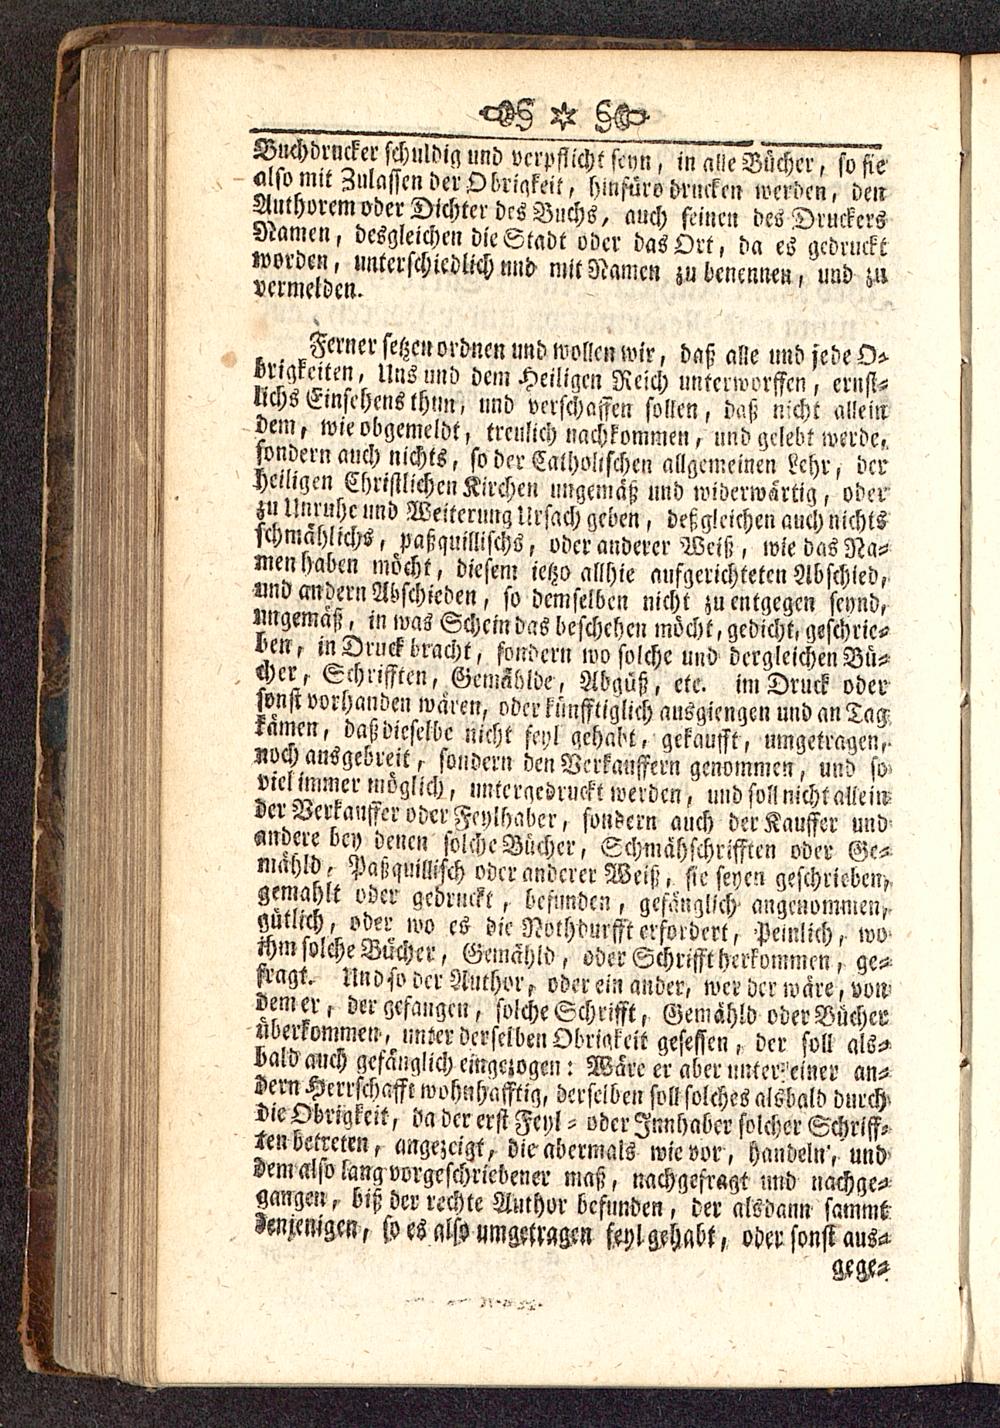 Buchdrucker schuldig und verpflicht seyn, in alle Bücher, so sie
also mit Zulassen der Obrigkeit, hinfüro drucken werden, den
Authorem oder Dichter des Buchs, auch seinen des Druckers
Namen, desgleichen die Stadt oder das Ort, da es gedruckt
worden, unterschiedlich und mit Namen zu benennen, und zu
vermelden.
Ferner setzen ordnen und wollen wir, daß alle und jede O-
brigkeiten, Uns und dem Heiligen Reich unterworffen, ernst-
lichs Einsehens thun, und verschaffen sollen, daß nicht allein
dem, wie obgemeldt, treulich nachkommen, und gelebt werde,
sondern auch nichts, so der Catholischen allgemeinen Lehr, der
Heiligen Christlichen Kirchen ungemäß und widerwärtig, oder
zu Unruhe und Weiterung Ursach geben, deßgleichen auch nichts
schmählichs, paßquillischs, oder anderer Weiß, wie das Na-
men haben möcht, diesem ietzo allhie aufgerichteten Abschied,
und andern Abschieden, so demselben nicht zu entgegen seynd,
ungemäß, in was Schein das beschehen möcht, gedicht, geschrie-
ben, in Druck bracht, sondern wo solche und dergleichen Bü-
cher, Schrifften, Gemählde, Abgüß, etc. im Druck oder
sonst vorhanden wären, oder künfftiglich ausgiengen und an Tag
kämen, daß dieselbe nicht feyl gehabt, gekaufft, umgetragen,
noch ausgebreit, sondern den Verkauffern genommen, und so
viel immer möglich, untergedruckt werden, und soll nicht allein
der Verkauffer oder Feylhaber, sondern auch der Kauffer und
andere bey denen solche Bücher, Schmähschrifften oder Ge-
mähld, Paßquillisch oder anderer Weiß, sie seyen geschrieben,
gemahlt oder gedruckt, befunden, gefänglich angenommen,
gütlich, oder wo es die Nothdurfft erfordert, Peinlich, wo
ihm solche Bücher, Gemähld, oder Schrifft herkommen, ge-
fragt. Und so der Author, oder ein ander, wer der wäre, von
dem er, der gefangen, solche Schrifft, Gemähld oder Bücher
überkommen, unter derselben Obrigkeit gesessen, der soll als-
bald auch gefänglich eingezogen: Wäre er aber unter einer an-
dern Herrschafft wohnhafftig, derselben soll solches alsbald durch
die Obrigkeit, da der erst Feyl- oder Innhaber solcher Schriff-
ten betreten, angezeigt, die abermals wie vor, handeln, und
dem also lang vorgeschriebener maß, nachgefragt und nachge-
gangen, biß der rechte Author befunden, der alsdann sammt
denjenigen, so es also umgetragen feyl gehabt, oder sonst aus-
gege-